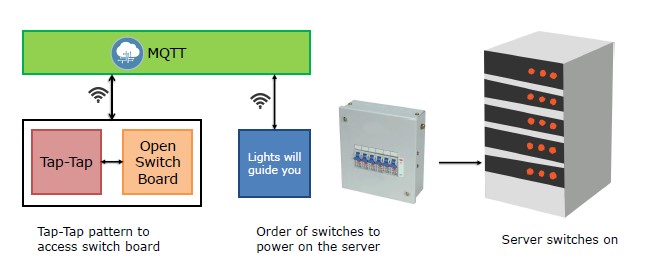 MQTT
Tap-Tap
Open
Switch
Board
Lights will
guide you
Tap-Tap pattern to
access switch board
Order of switches to
power on the server
Server switches on